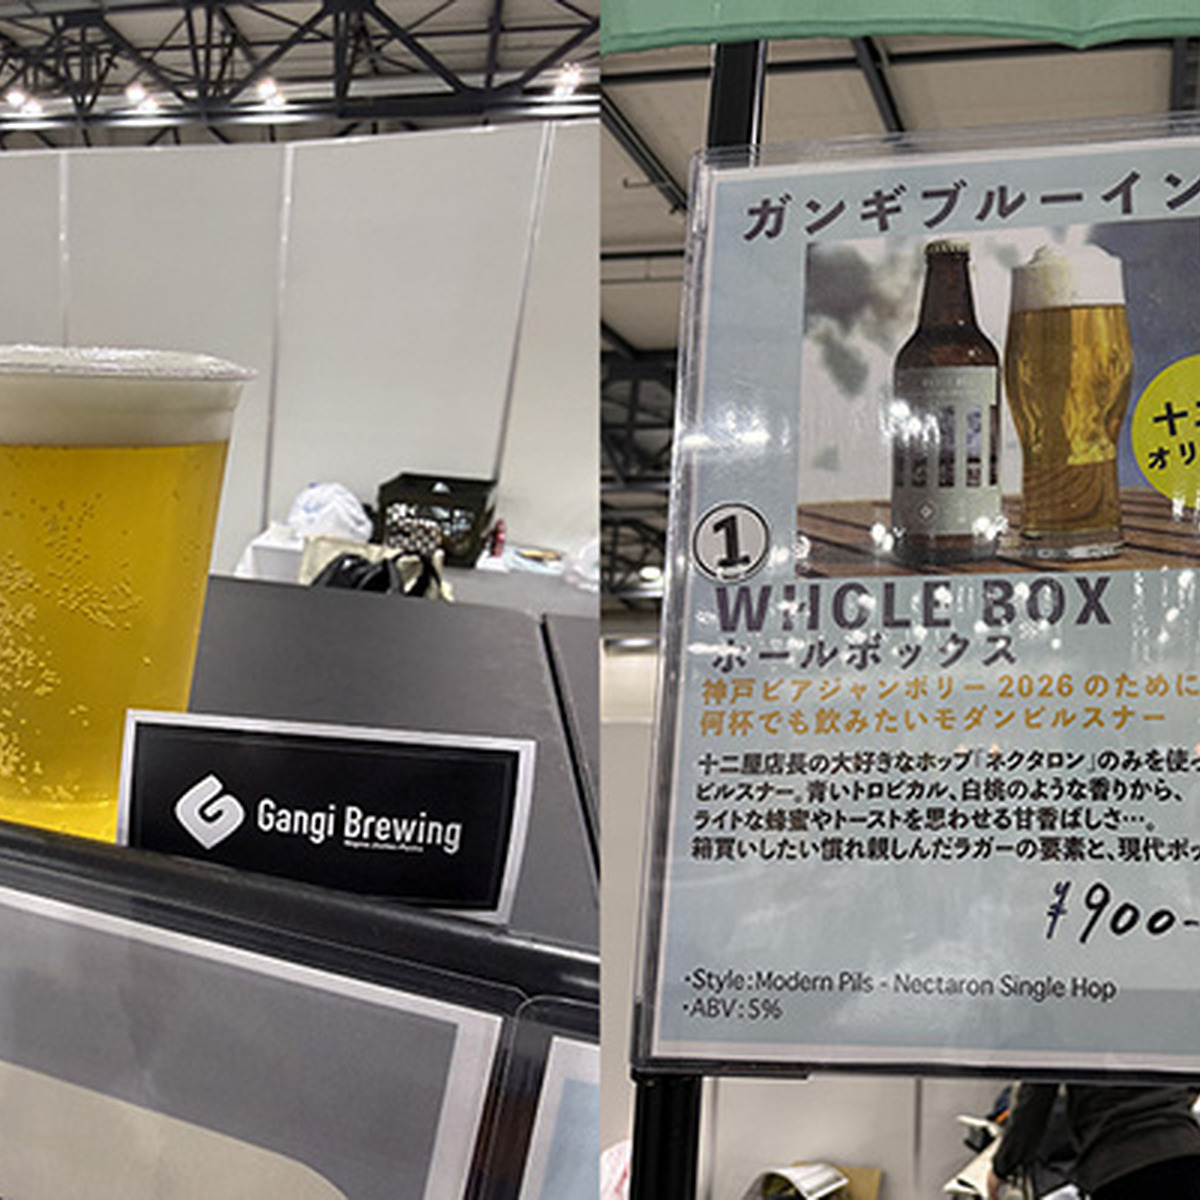 Gangi Brewing
ガンギブルーイン
十二
オリ
1
WHOLE BOX
ホールボックス
神戸ビアジャンボリー 2026 のために
何杯でも飲みたいモダンピルスナー
十二屋店長の大好きなホップ「ネクタロン」のみを使っ
ピルスナー。青いトロピカル、白桃のような香りから、
ライトな蜂蜜やトーストを思わせる甘香ばしさ…。
箱買いしたい慣れ親しんだラガーの要素と、現代ホッ
¥900-
・Style:Modern Pils - Nectaron Single Hop
・ABV:5%